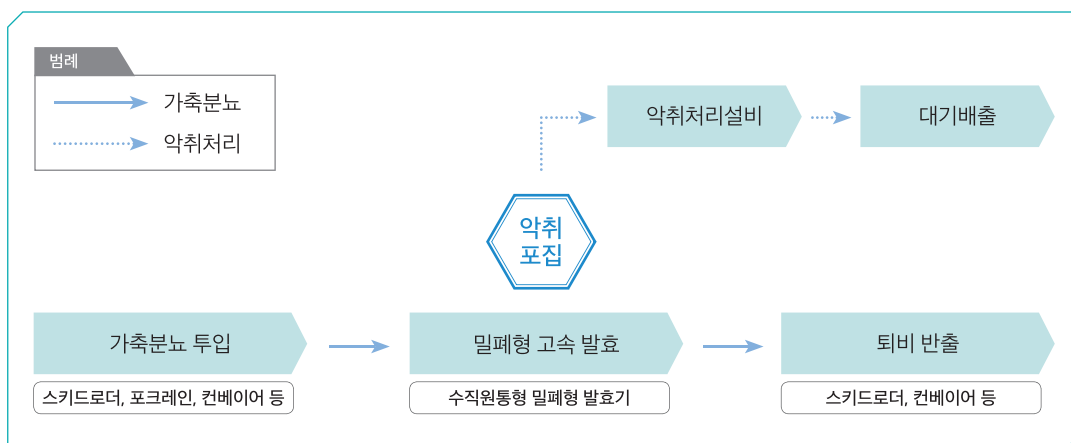 범례
가축분뇨
악취처리
악취처리설비
대기배출
악취
포집
가축분뇨 투입
밀폐형 고속 발효
퇴비 반출
스키드로더, 포크레인, 컨베이어 등
수직원통형 밀폐형 발효기
스키드로더, 컨베이어 등